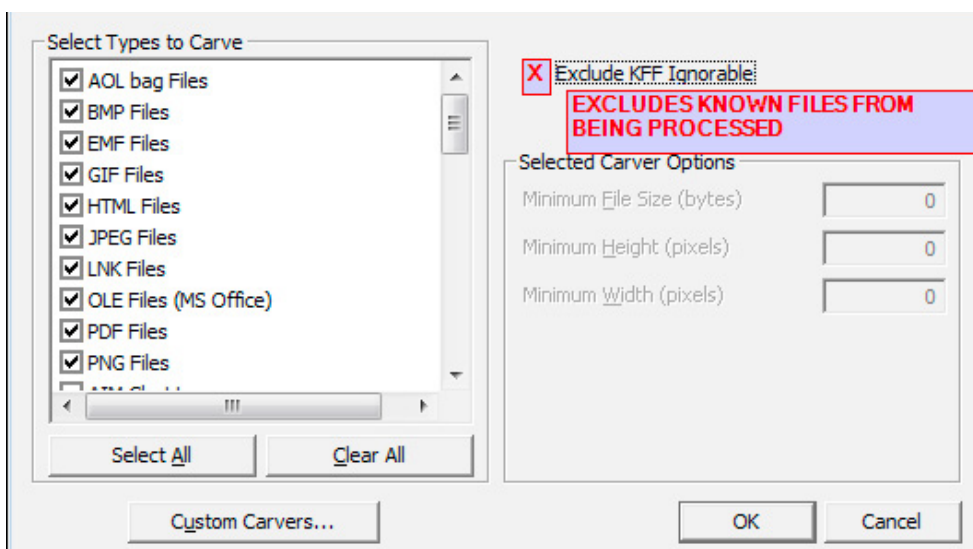 Select Types to Carve
AOL bag Files
BMP Files
EMF Files
GIF Files
HTML Files
JPEG Files
LNK Files
OLE Files (MS Office)
PDF Files
PNG Files
Select All
Clear All
Custom Carvers...
X Exclude KFF Ignorable
EXCLUDES KNOWN FILES FROM
BEING PROCESSED
Selected Carver Options
Minimum File Size (bytes) 0
Minimum Height (pixels) 0
Minimum Width (pixels) 0
OK
Cancel